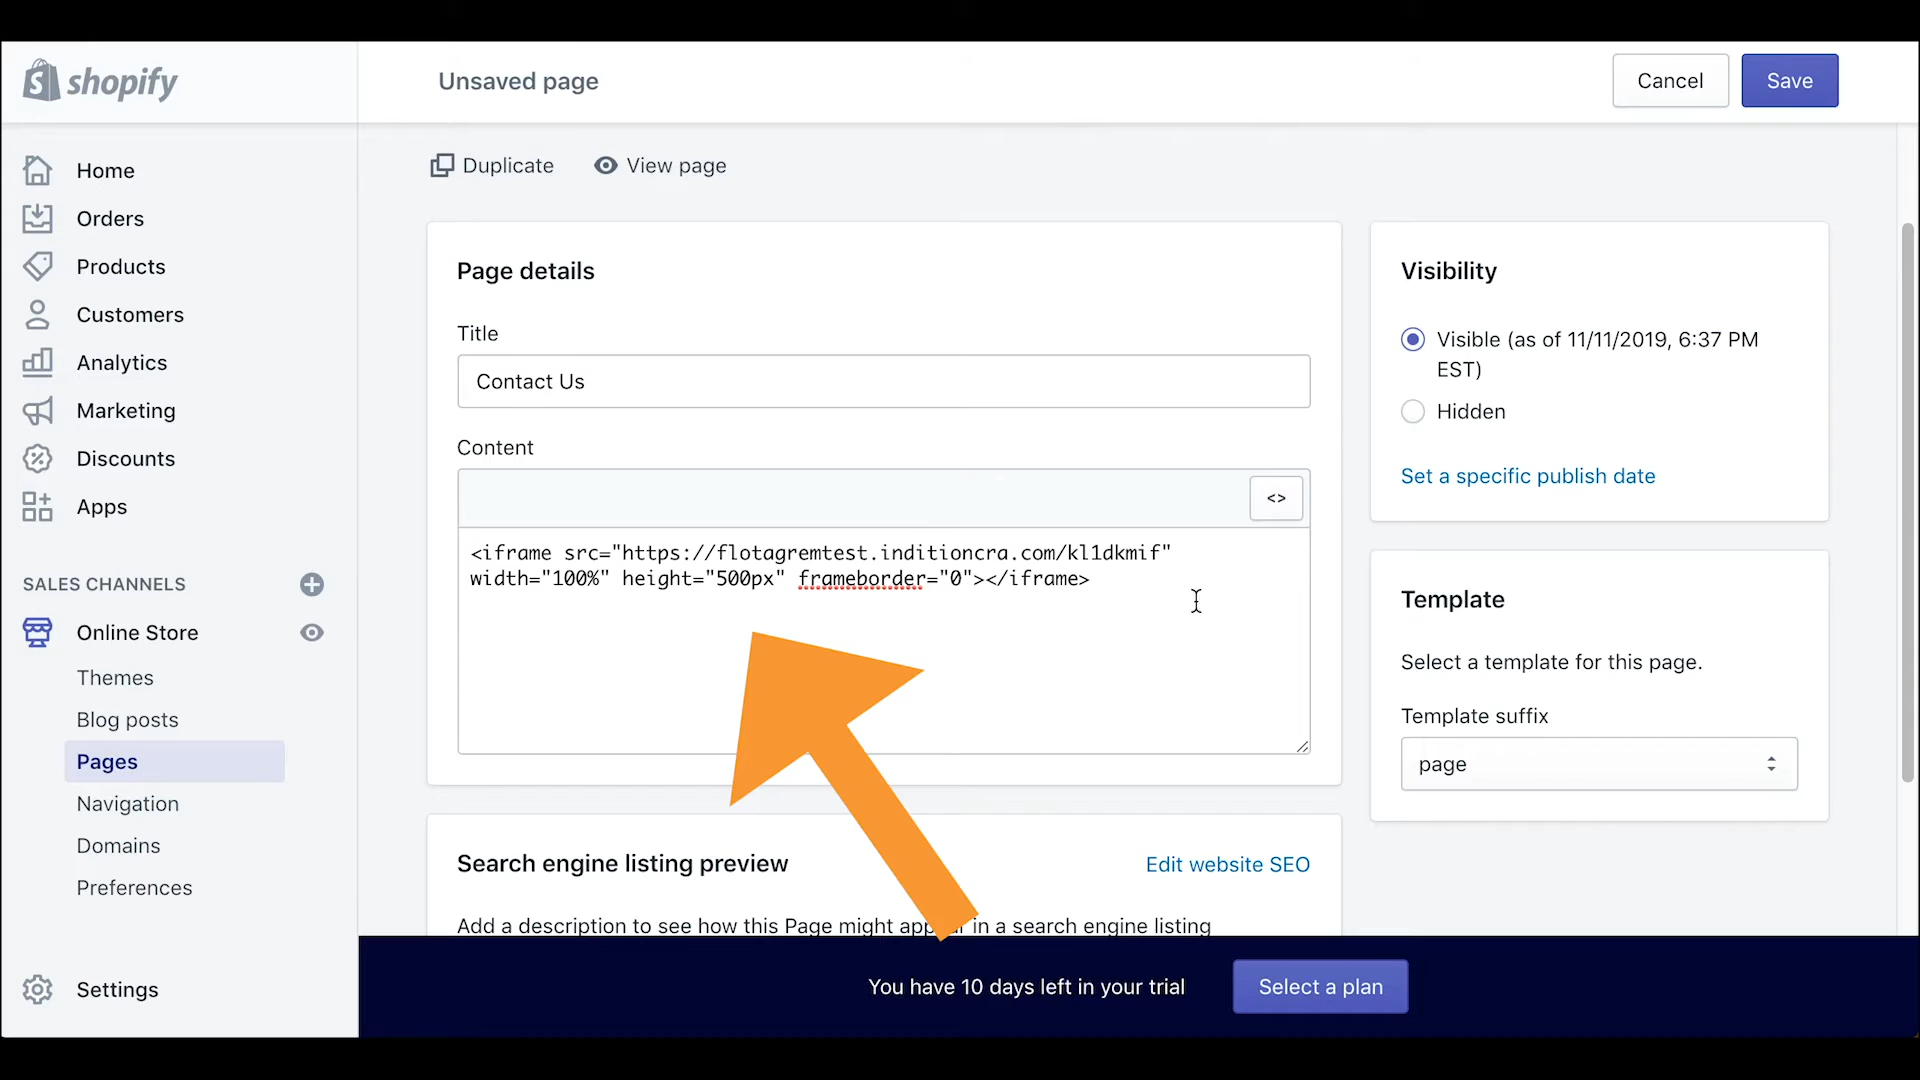 shopify
Unsaved page
Cancel
Save
Home
Orders
Products
Customers
Analytics
Marketing
Discounts
Apps
SALES CHANNELS
Online Store
Themes
Blog posts
Pages
Navigation
Domains
Preferences
Settings
Duplicate
View page
Page details
Title
Contact Us
Content
<>
<iframe src="https://flotagremtest.inditioncra.com/kl1dkmif"
width="100%" height="500px" frameborder="0"></iframe>
Search engine listing preview
Edit website SEO
Add a description to see how this Page might in a search engine listing
Visibility
Visible (as of 11/11/2019, 6:37 PM
EST)
Hidden
Set a specific publish date
Template
Select a template for this page.
Template suffix
page
You have 10 days left in your trial
Select a plan